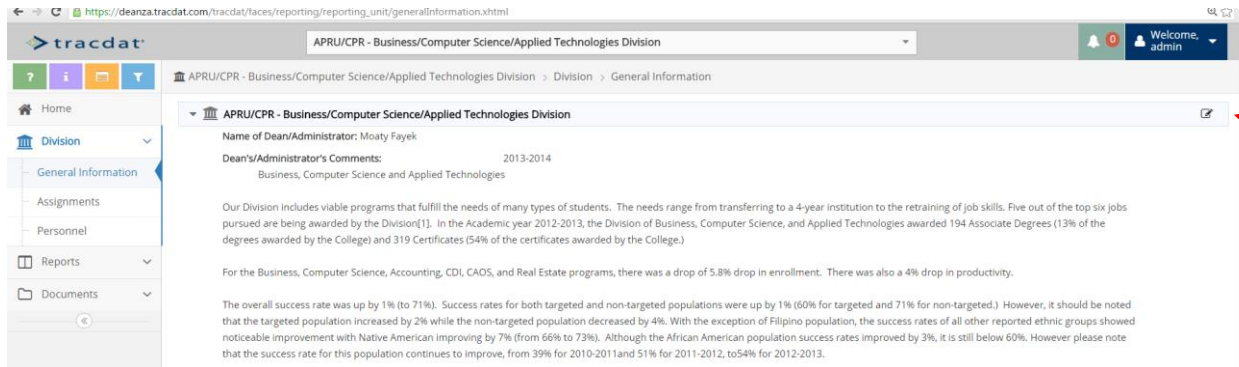 https://deanza.tracdat.com/tracdat/faces/reporting/reporting_unit/generalInformation.xhtml
tracdat
APRU/CPR - Business/Computer Science/Applied Technologies Division
0
Welcome,
admin
? i
APRU/CPR - Business/Computer Science/Applied Technologies Division > Division > General Information
Home
Division
General Information
Assignments
Personnel
Reports
Documents
APRU/CPR - Business/Computer Science/Applied Technologies Division
Name of Dean/Administrator: Moaty Fayek
Dean's/Administrator's Comments: 2013-2014
Business, Computer Science and Applied Technologies
Our Division includes viable programs that fulfill the needs of many types of students. The needs range from transferring to a 4-year institution to the retraining of job skills. Five out of the top six jobs
pursued are being awarded by the Division[1]. In the Academic year 2012-2013, the Division of Business, Computer Science, and Applied Technologies awarded 194 Associate Degrees (13% of the
degrees awarded by the College) and 319 Certificates (54% of the certificates awarded by the College.)
For the Business, Computer Science, Accounting, CDI, CAOS, and Real Estate programs, there was a drop of 5.8% drop in enrollment. There was also a 4% drop in productivity.
The overall success rate was up by 1% (to 71%). Success rates for both targeted and non-targeted populations were up by 1% (60% for targeted and 71% for non-targeted.) However, it should be noted
that the targeted population increased by 2% while the non-targeted population decreased by 4%. With the exception of Filipino population, the success rates of all other reported ethnic groups showed
noticeable improvement with Native American improving by 7% (from 66% to 73%). Although the African American population success rates improved by 3%, it is still below 60%. However please note
that the success rate for this population continues to improve, from 39% for 2010-2011and 51% for 2011-2012, to54% for 2012-2013.